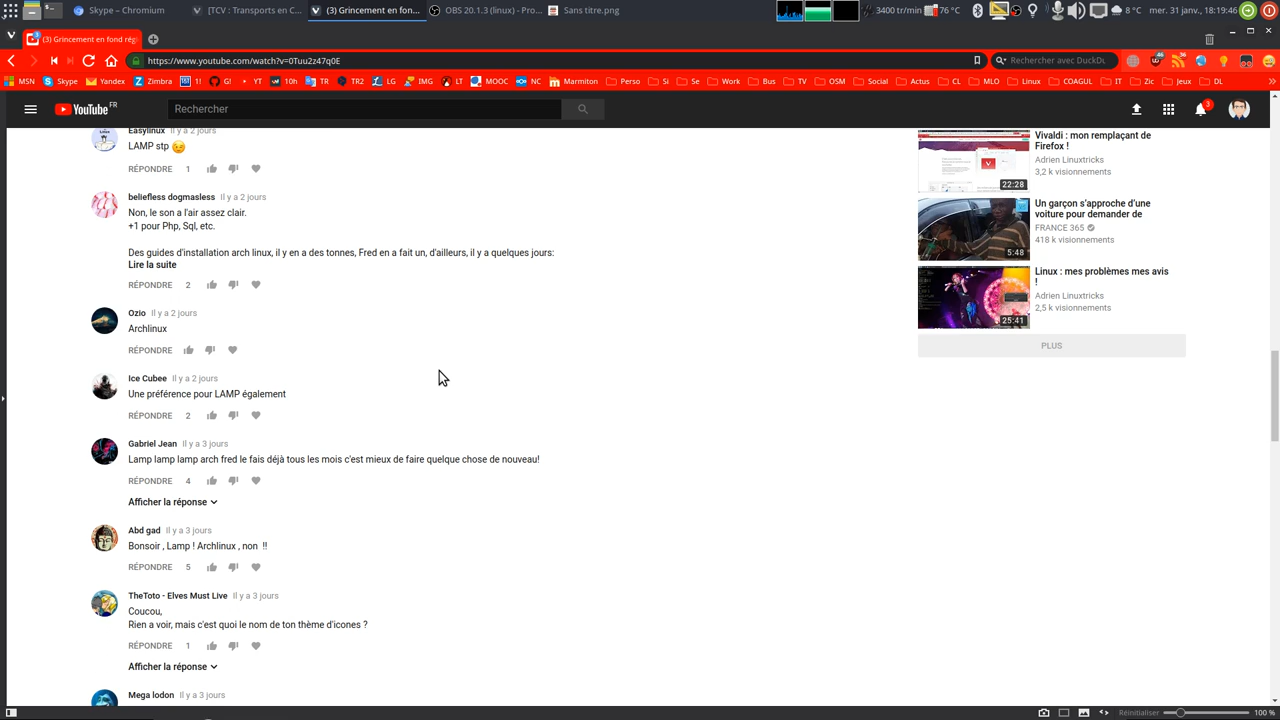 Skype – Chromium
[TCV : Transports en C...
(3) Grincement en fon...
OBS 20.1.3 (linux) - Pro...
Sans titre.png
3400 tr/min
76 °C
8 °C
mer. 31 janv., 18:19:46
(3) Grincement en fond rég
https://www.youtube.com/watch?v=0Tuu2z47q0E
Rechercher avec DuckDu
MSN
Skype
Yandex
Zimbra
1!
G!
YT
10h
TR
TR2
LG
IMG
LT
MOOC
NC
Marmiton
Perso
Si
Se
Work
Bus
TV
OSM
Social
Actus
CL
MLO
Linux
COAGUL
IT
Zic
Jeux
DL
YouTube FR
Rechercher
3
Easylinux Il y a 2 jours
LAMP stp
RÉPONDRE 1
beliefless dogmasless Il y a 2 jours
Non, le son a l'air assez clair.
+1 pour Php, Sql, etc.
Des guides d'installation arch linux, il y en a des tonnes, Fred en a fait un, d'ailleurs, il y a quelques jours:
Lire la suite
RÉPONDRE 2
Ozio Il y a 2 jours
Archlinux
RÉPONDRE
Ice Cubee Il y a 2 jours
Une préférence pour LAMP également
RÉPONDRE 2
Gabriel Jean Il y a 3 jours
Lamp lamp lamp arch fred le fais déjà tous les mois c'est mieux de faire quelque chose de nouveau!
RÉPONDRE 4
Afficher la réponse
Abd gad Il y a 3 jours
Bonsoir , Lamp ! Archlinux , non !!
RÉPONDRE 5
TheToto - Elves Must Live Il y a 3 jours
Coucou,
Rien a voir, mais c'est quoi le nom de ton thème d'icones ?
RÉPONDRE 1
Afficher la réponse
Mega lodon Il y a 3 jours
Vivaldi : mon remplaçant de
Firefox !
Adrien Linuxtricks
3,2 k visionnements
22:28
Un garçon s'approche d'une
voiture pour demander de
FRANCE 365
418 k visionnements
5:48
Linux : mes problèmes mes avis
!
Adrien Linuxtricks
2,5 k visionnements
25:41
PLUS
Réinitialiser
100 %